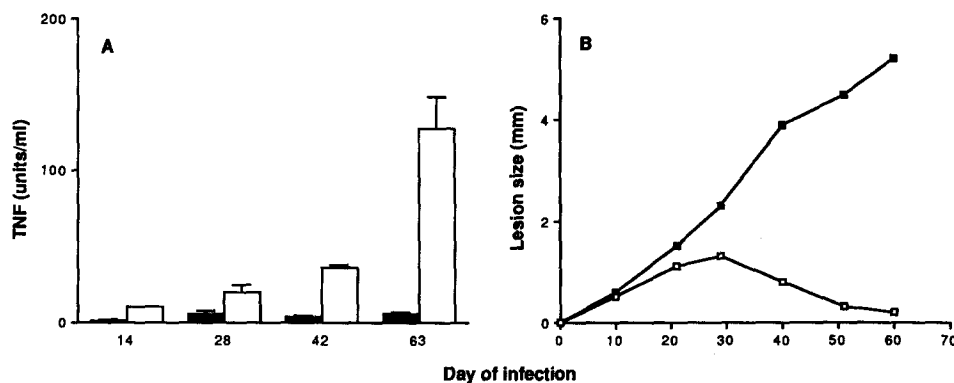 A
TNF (units/ml)
200
100
0
14 28 42 63
B
Lesion size (mm)
6
4
2
0
0 10 20 30 40 50 60 70
Day of infection